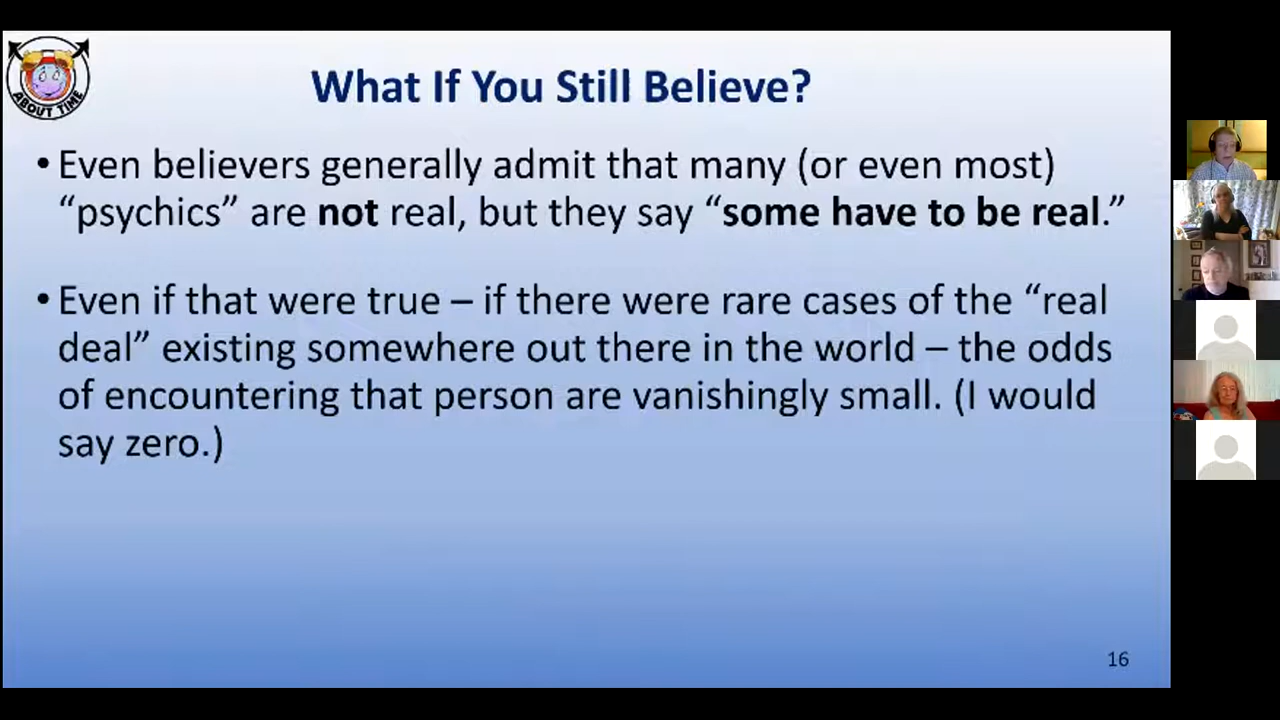 What If You Still Believe?
• Even believers generally admit that many (or even most)
“psychics” are not real, but they say “some have to be real.”
• Even if that were true – if there were rare cases of the “real
deal” existing somewhere out there in the world – the odds
of encountering that person are vanishingly small. (I would
say zero.)
ABOUT TIME
16